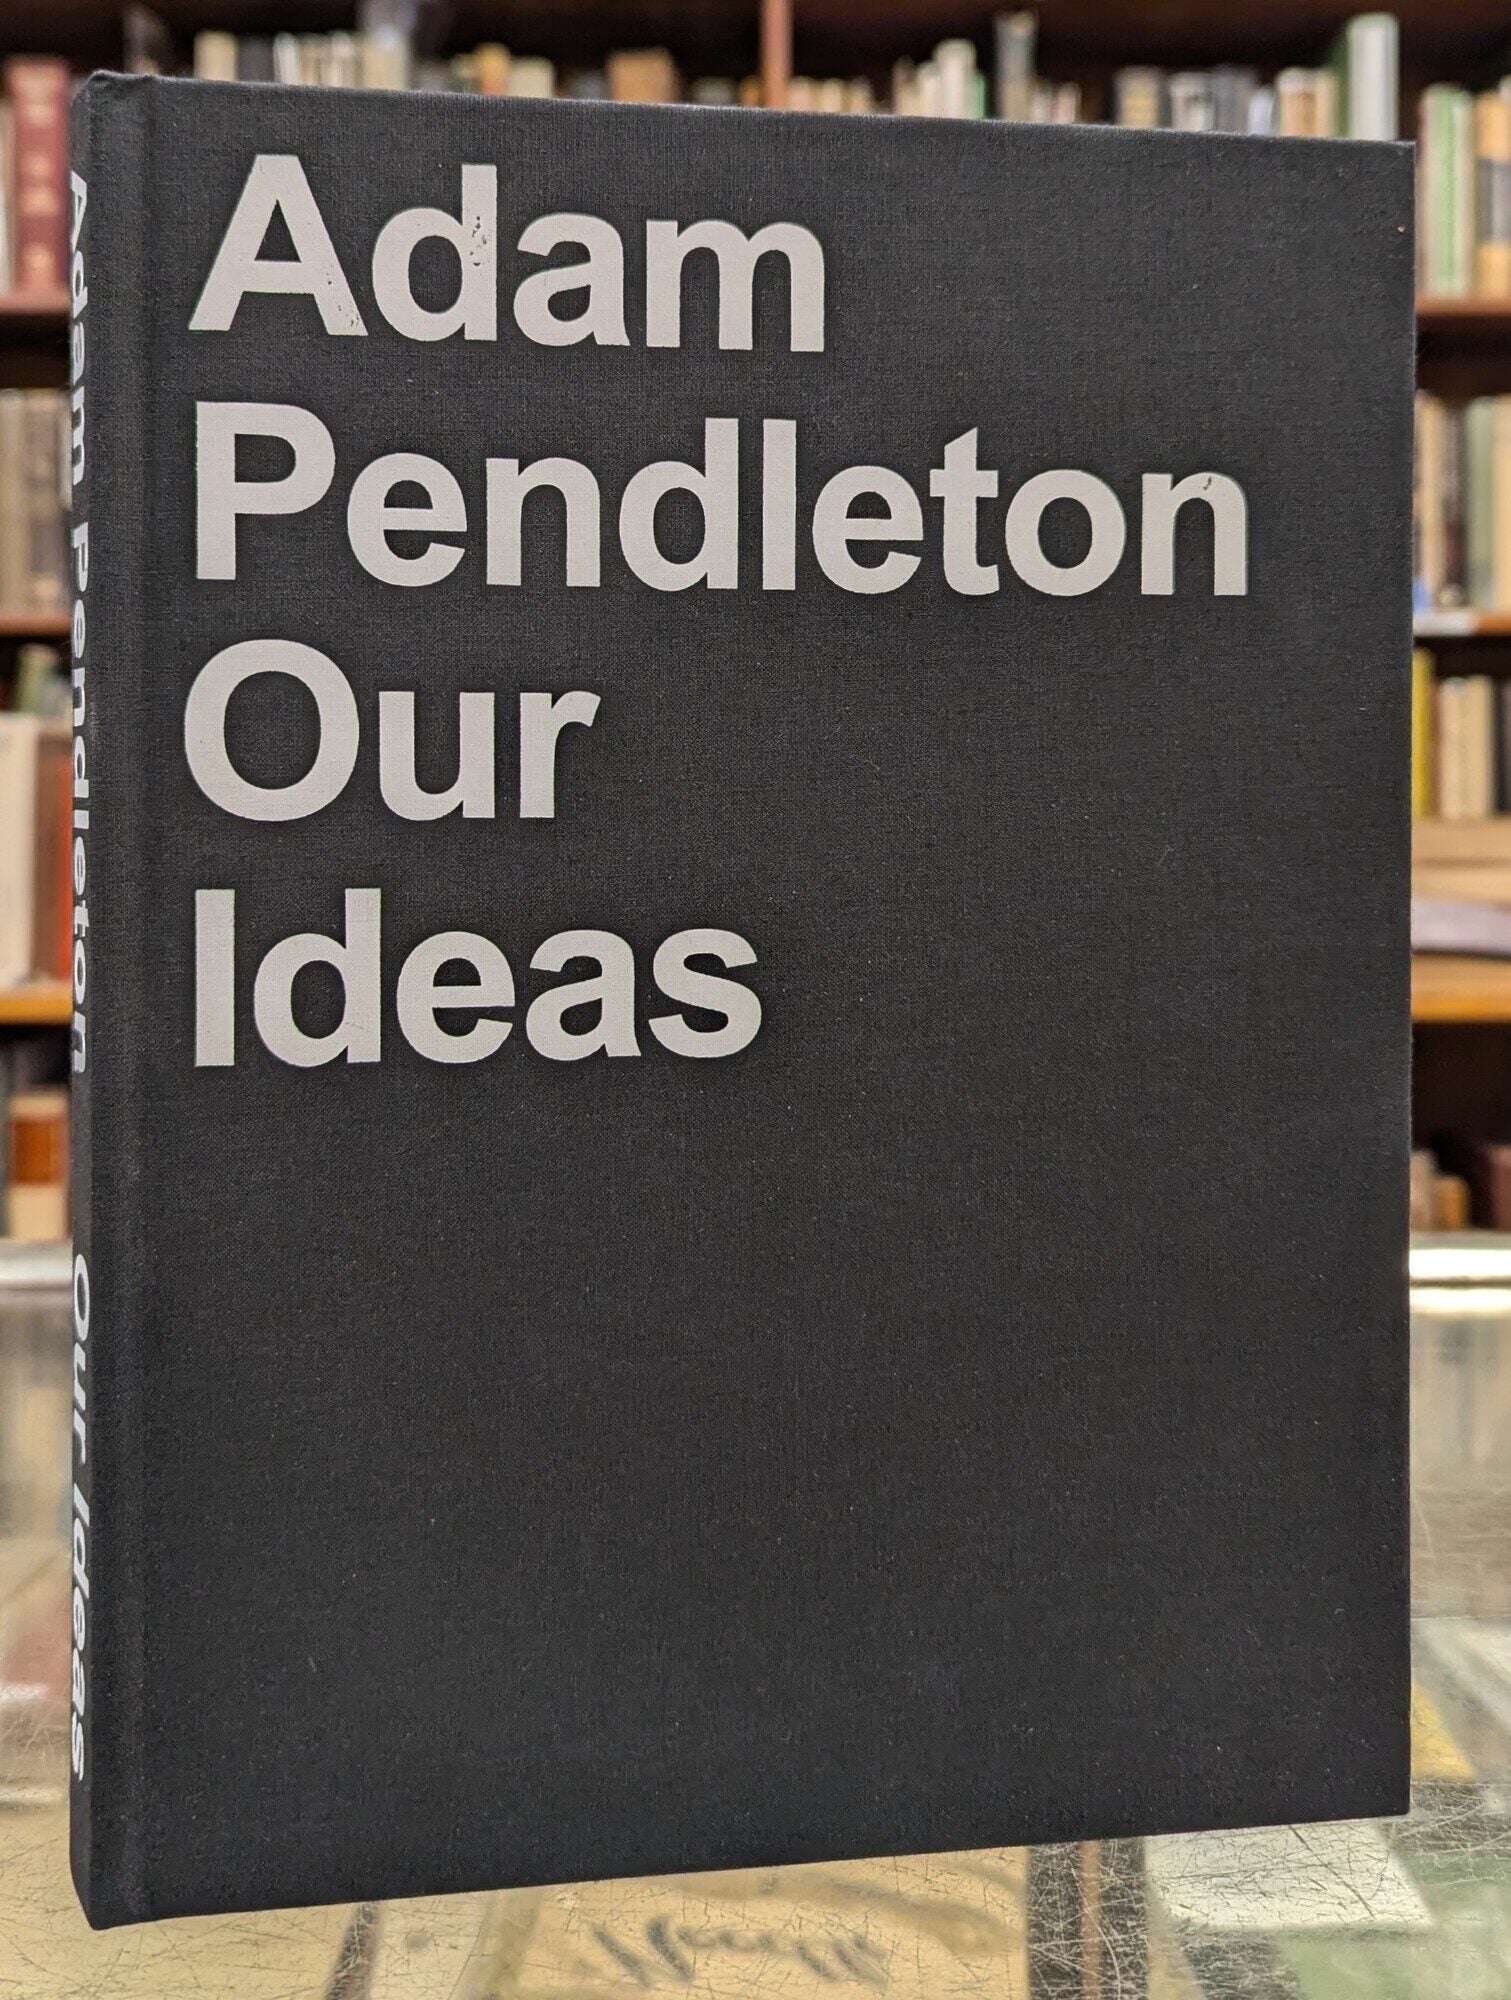 Adam
Pendleton
Our
Ideas
Adam Pendleton Our Ideas